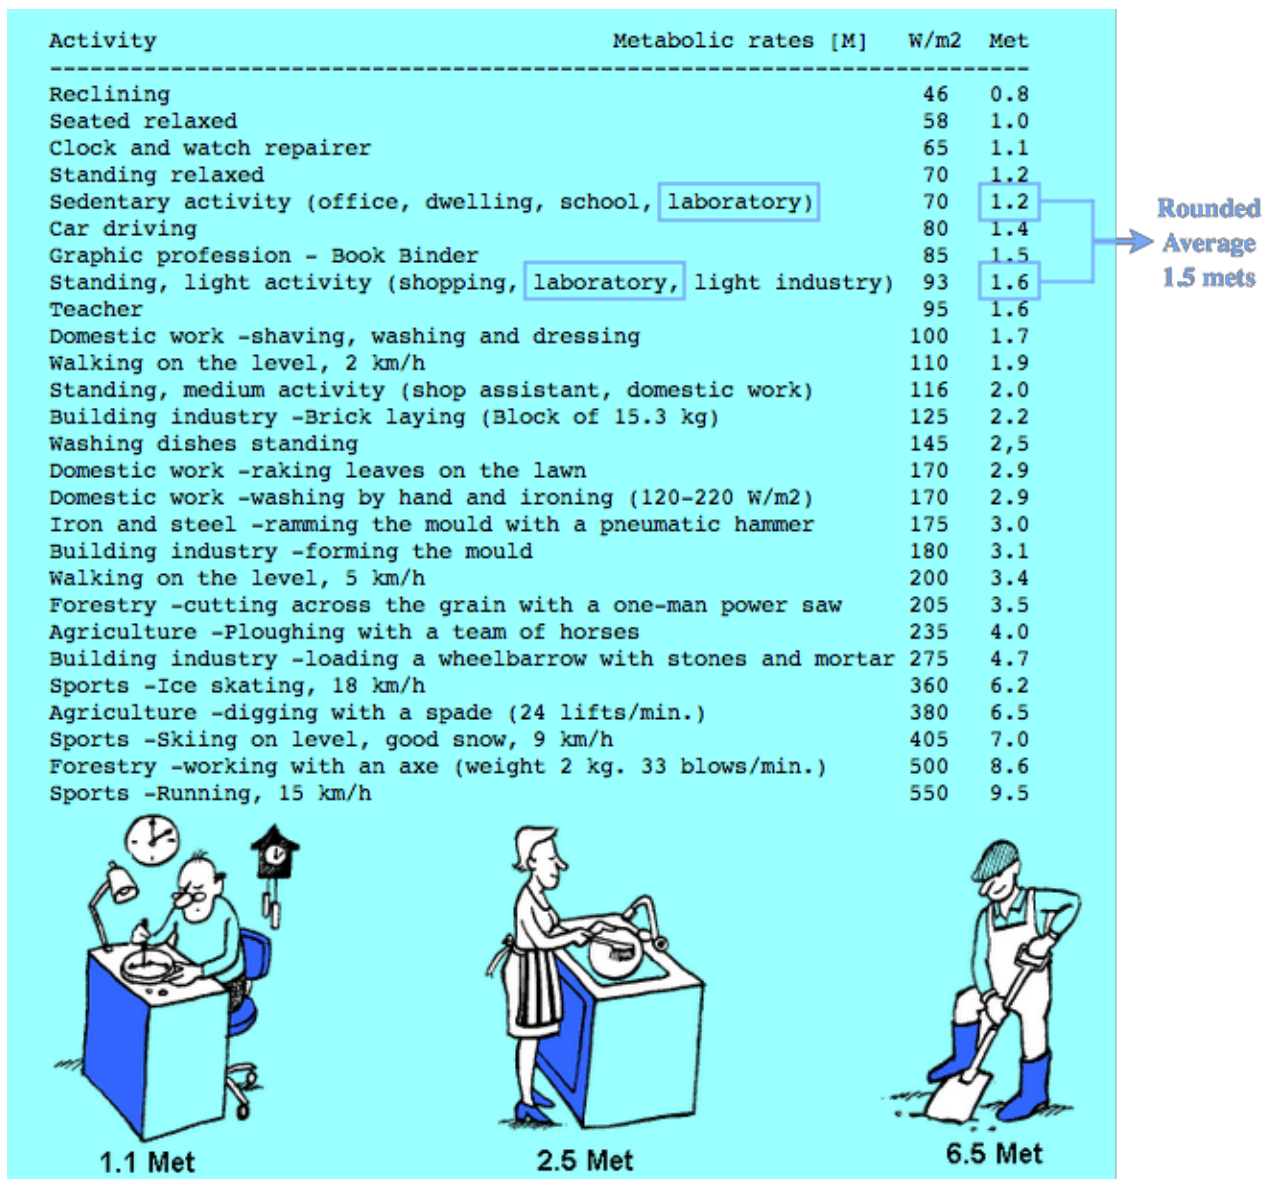 Activity Metabolic rates [M] W/m2 Met
------------------------------------------------------------------------
Reclining 46 0.8
Seated relaxed 58 1.0
Clock and watch repairer 65 1.1
Standing relaxed 70 1.2
Sedentary activity (office, dwelling, school, laboratory) 70 1.2
Car driving 80 1.4
Graphic profession - Book Binder 85 1.5
Standing, light activity (shopping, laboratory, light industry) 93 1.6
Teacher 95 1.6
Domestic work -shaving, washing and dressing 100 1.7
Walking on the level, 2 km/h 110 1.9
Standing, medium activity (shop assistant, domestic work) 116 2.0
Building industry -Brick laying (Block of 15.3 kg) 125 2.2
Washing dishes standing 145 2,5
Domestic work -raking leaves on the lawn 170 2.9
Domestic work -washing by hand and ironing (120-220 W/m2) 170 2.9
Iron and steel -ramming the mould with a pneumatic hammer 175 3.0
Building industry -forming the mould 180 3.1
Walking on the level, 5 km/h 200 3.4
Forestry -cutting across the grain with a one-man power saw 205 3.5
Agriculture -Ploughing with a team of horses 235 4.0
Building industry -loading a wheelbarrow with stones and mortar 275 4.7
Sports -Ice skating, 18 km/h 360 6.2
Agriculture -digging with a spade (24 lifts/min.) 380 6.5
Sports -Skiing on level, good snow, 9 km/h 405 7.0
Forestry -working with an axe (weight 2 kg. 33 blows/min.) 500 8.6
Sports -Running, 15 km/h 550 9.5
Rounded
Average
1.5 mets
1.1 Met
2.5 Met
6.5 Met